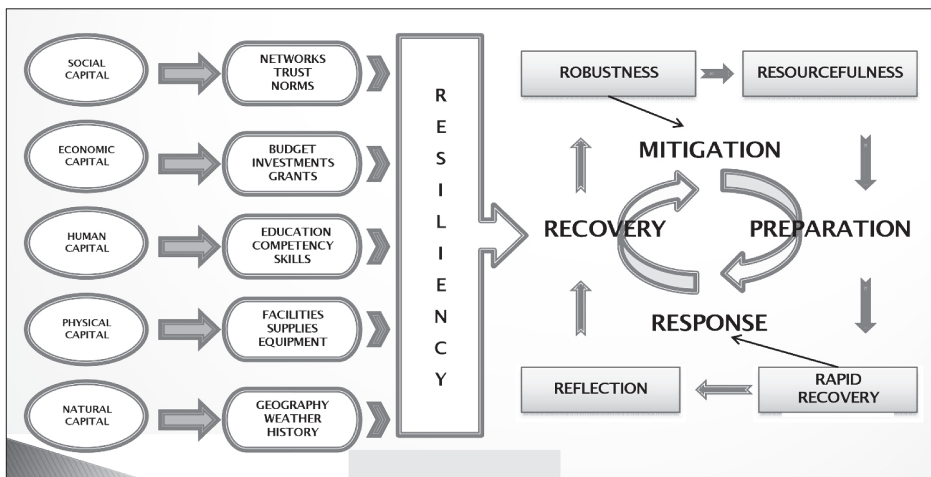 SOCIAL
CAPITAL
NETWORKS
TRUST
NORMS
ECONOMIC
CAPITAL
BUDGET
INVESTMENTS
GRANTS
HUMAN
CAPITAL
EDUCATION
COMPETENCY
SKILLS
PHYSICAL
CAPITAL
FACILITIES
SUPPLIES
EQUIPMENT
NATURAL
CAPITAL
GEOGRAPHY
WEATHER
HISTORY
R
E
S
I
L
I
E
N
C
Y
ROBUSTNESS
RESOURCEFULNESS
MITIGATION
RECOVERY
PREPARATION
RESPONSE
REFLECTION
RAPID
RECOVERY